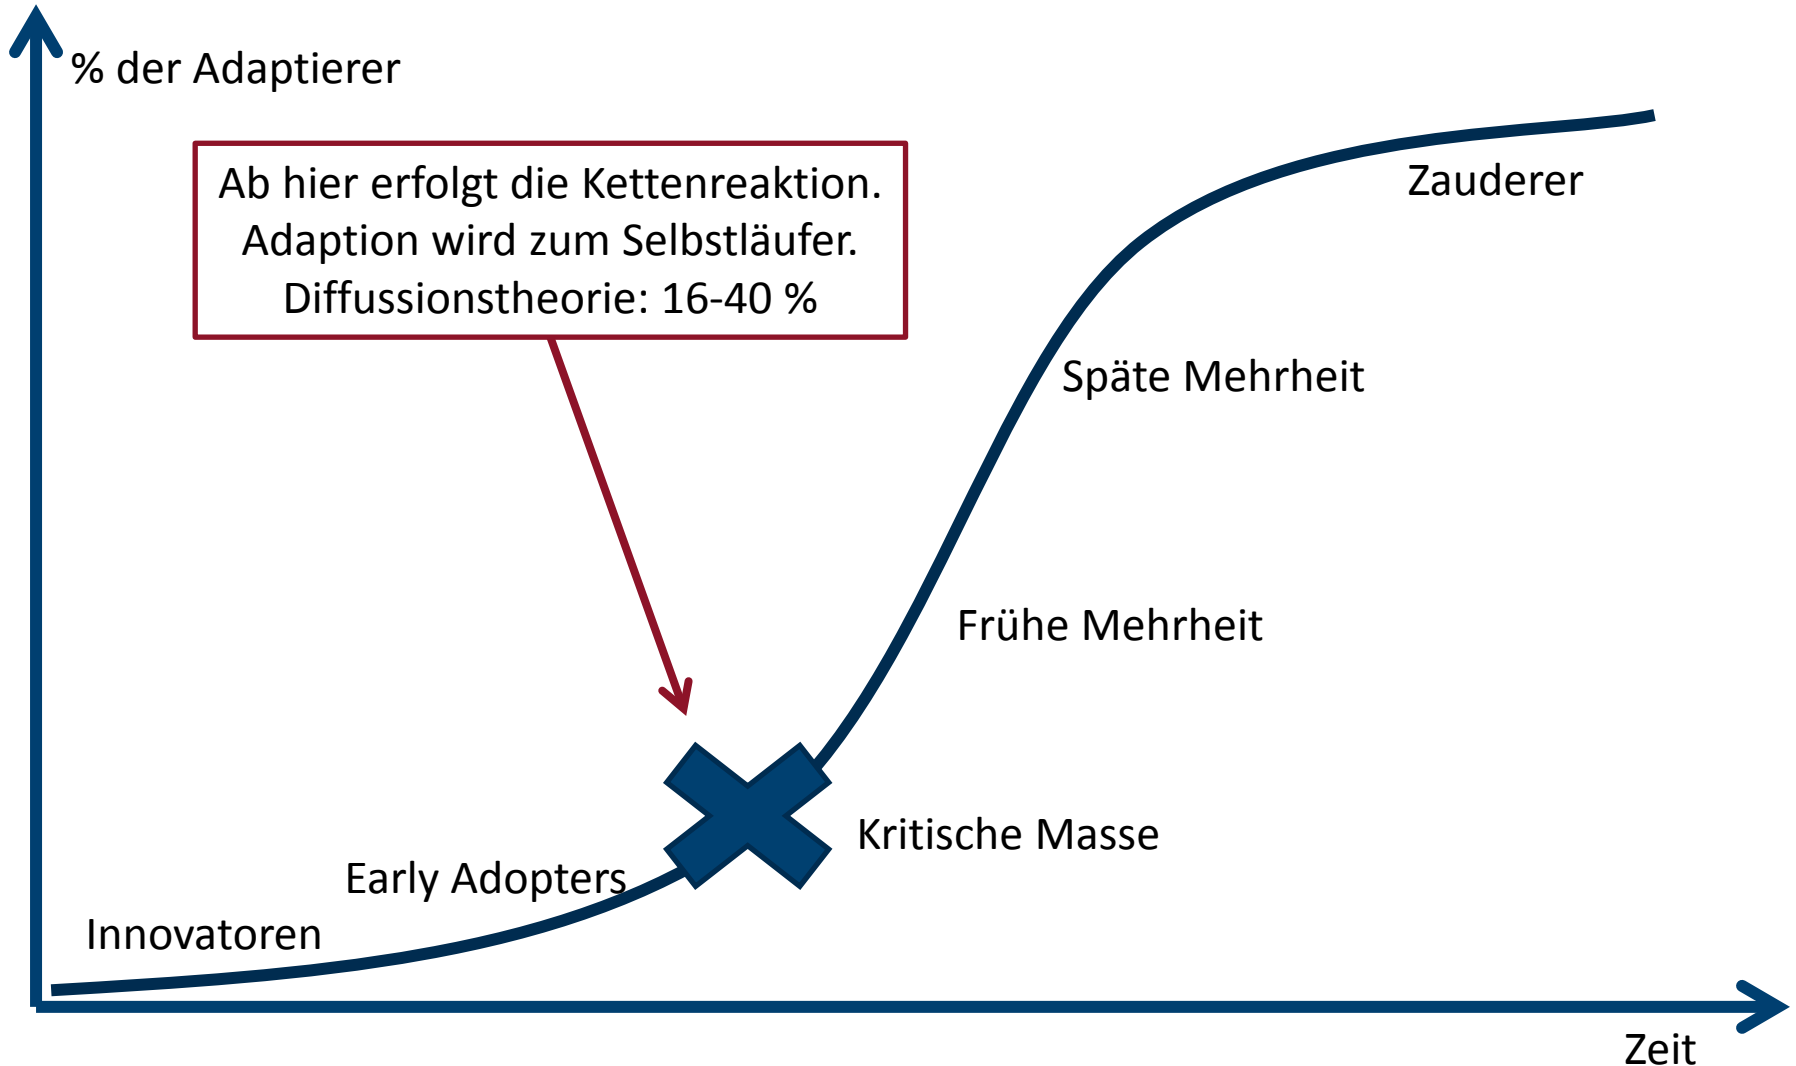 % der Adaptierer
Ab hier erfolgt die Kettenreaktion.
Adaption wird zum Selbstläufer.
Diffussionstheorie: 16-40 %
Zauderer
Späte Mehrheit
Frühe Mehrheit
Kritische Masse
Early Adopters
Innovatoren
Zeit